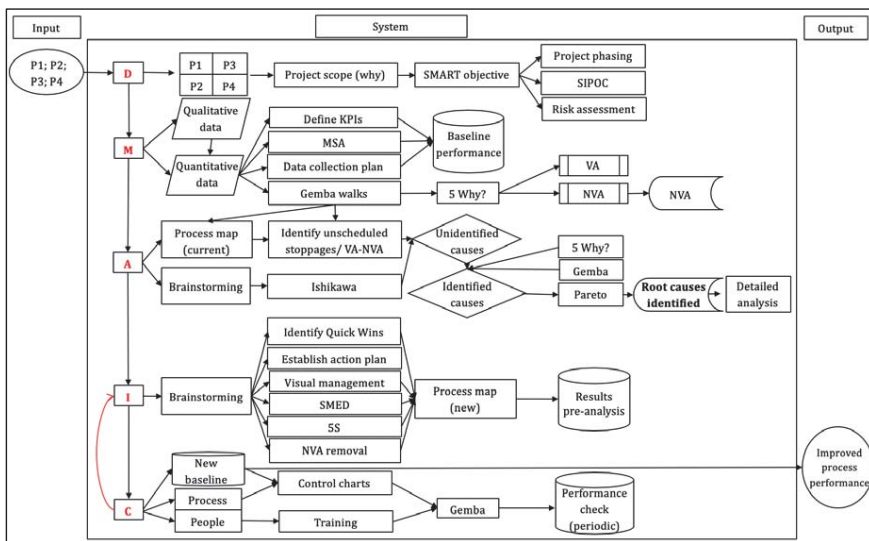 Input
System
Output
P1; P2;
P3; P4
D
P1
P3
P2
P4
Project scope (why)
SMART objective
Project phasing
SIPOC
Risk assessment
M
Qualitative
data
Quantitative
data
Define KPIs
MSA
Data collection plan
Gemba walks
Baseline
performance
5 Why?
VA
NVA
NVA
A
Process map
(current)
Identify unscheduled
stoppages/ VA-NVA
Unidentified
causes
Brainstorming
Ishikawa
Identified
causes
5 Why?
Gemba
Pareto
Root causes
identified
Detailed
analysis
I
Brainstorming
Identify Quick Wins
Establish action plan
Visual management
SMED
5S
NVA removal
Process map
(new)
Results
pre-analysis
C
New
baseline
Process
People
Control charts
Training
Gemba
Performance
check
(periodic)
Improved
process
performance